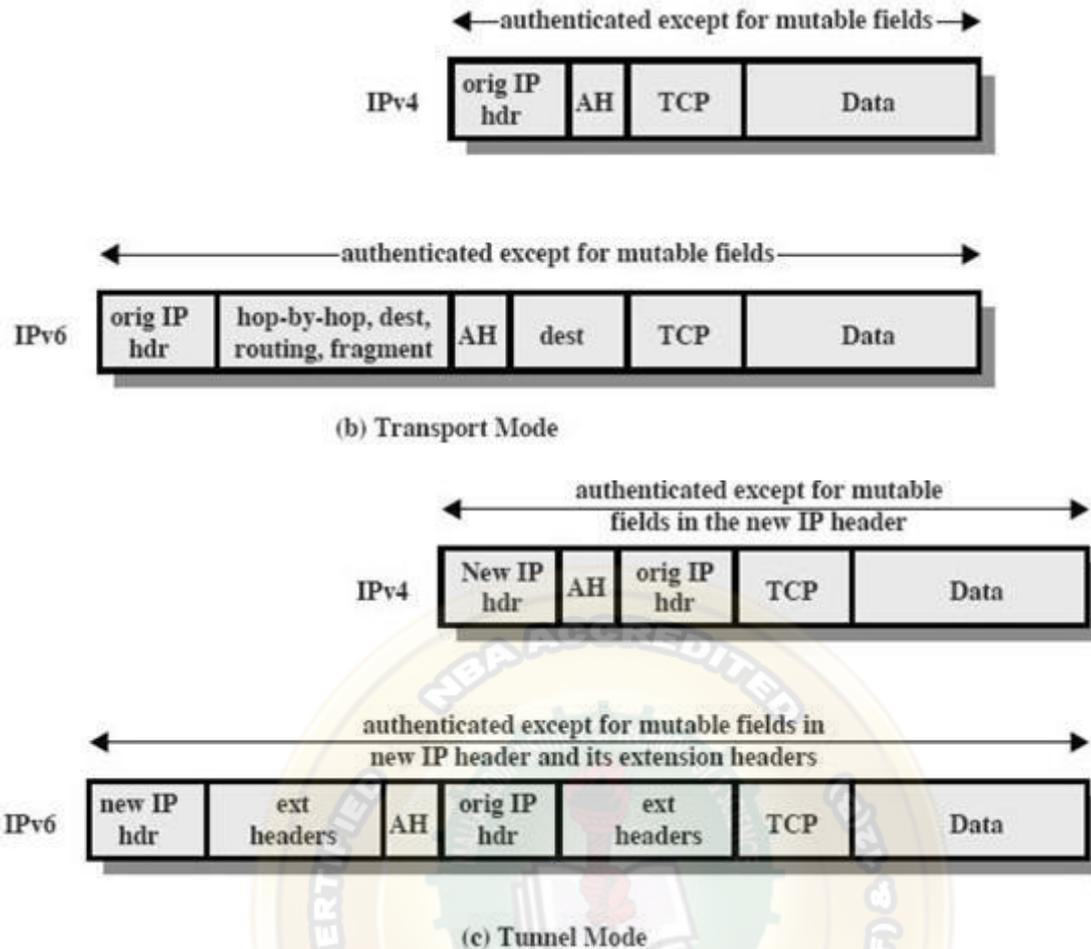 authenticated except for mutable fields
IPv4
orig IP
hdr
AH
TCP
Data
authenticated except for mutable fields
IPv6
orig IP
hdr
hop-by-hop, dest,
routing, fragment
AH
dest
TCP
Data
(b) Transport Mode
authenticated except for mutable
fields in the new IP header
IPv4
New IP
hdr
AH
orig IP
hdr
TCP
Data
NBA ACCREDITED
authenticated except for mutable fields in
new IP header and its extension headers
IPv6
new IP
hdr
ext
headers
AH
orig IP
hdr
ext
headers
TCP
Data
(c) Tunnel Mode